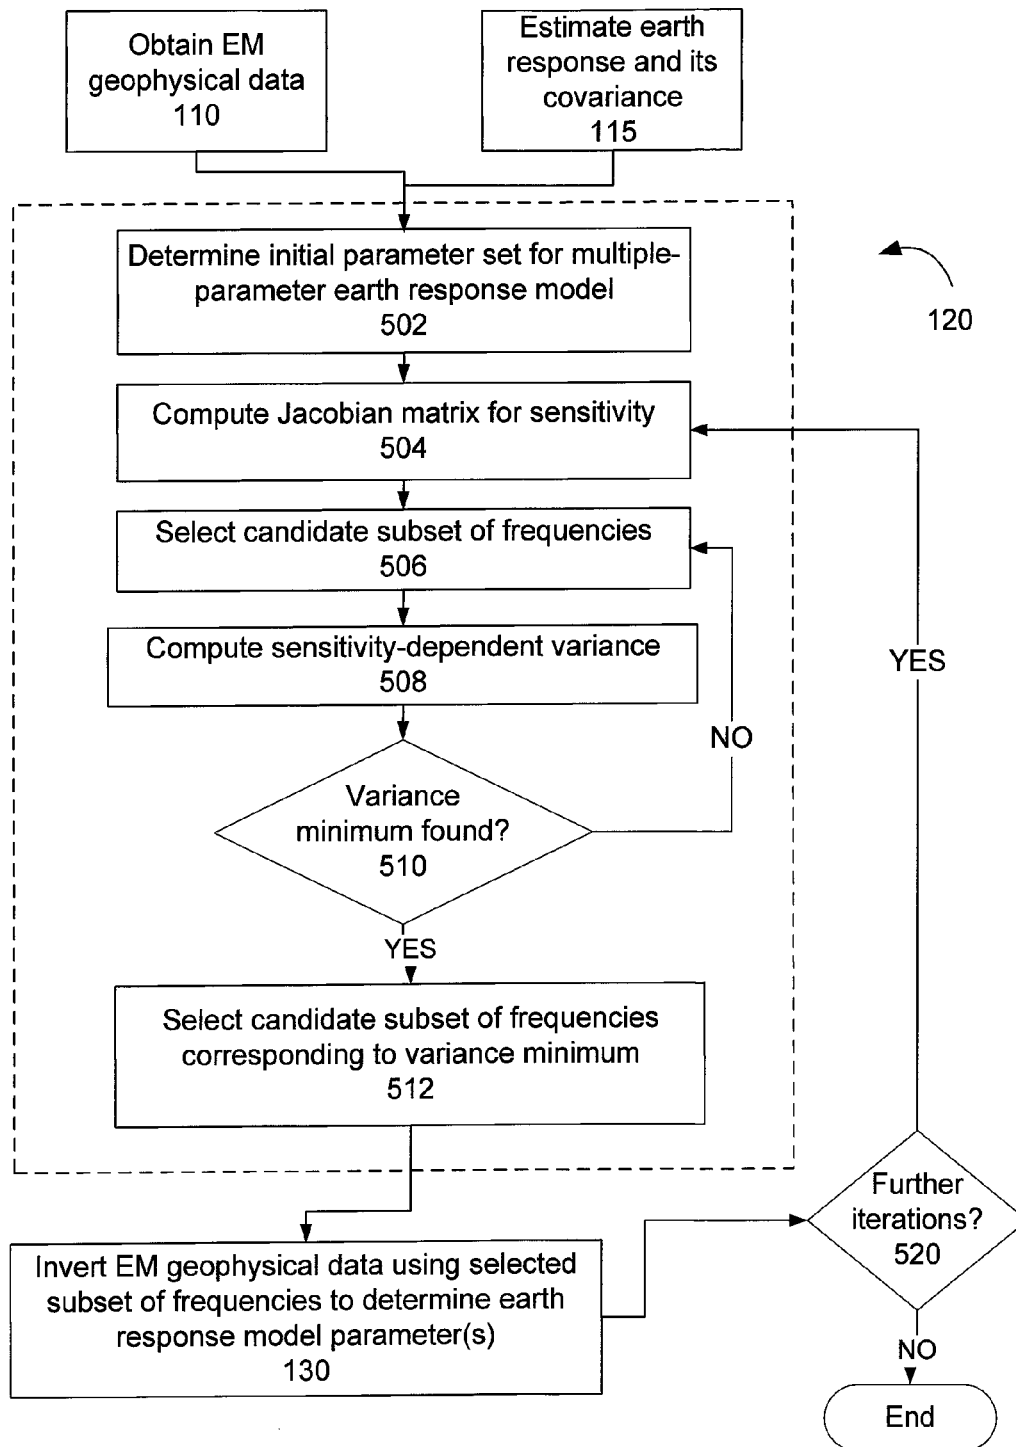 Obtain EM
geophysical data
110
Estimate earth
response and its
covariance
115
Determine initial parameter set for multiple-
parameter earth response model
502
120
Compute Jacobian matrix for sensitivity
504
Select candidate subset of frequencies
506
Compute sensitivity-dependent variance
508
YES
NO
Variance
minimum found?
510
YES
Select candidate subset of frequencies
corresponding to variance minimum
512
Further
iterations?
520
Invert EM geophysical data using selected
subset of frequencies to determine earth
response model parameter(s)
130
NO
End